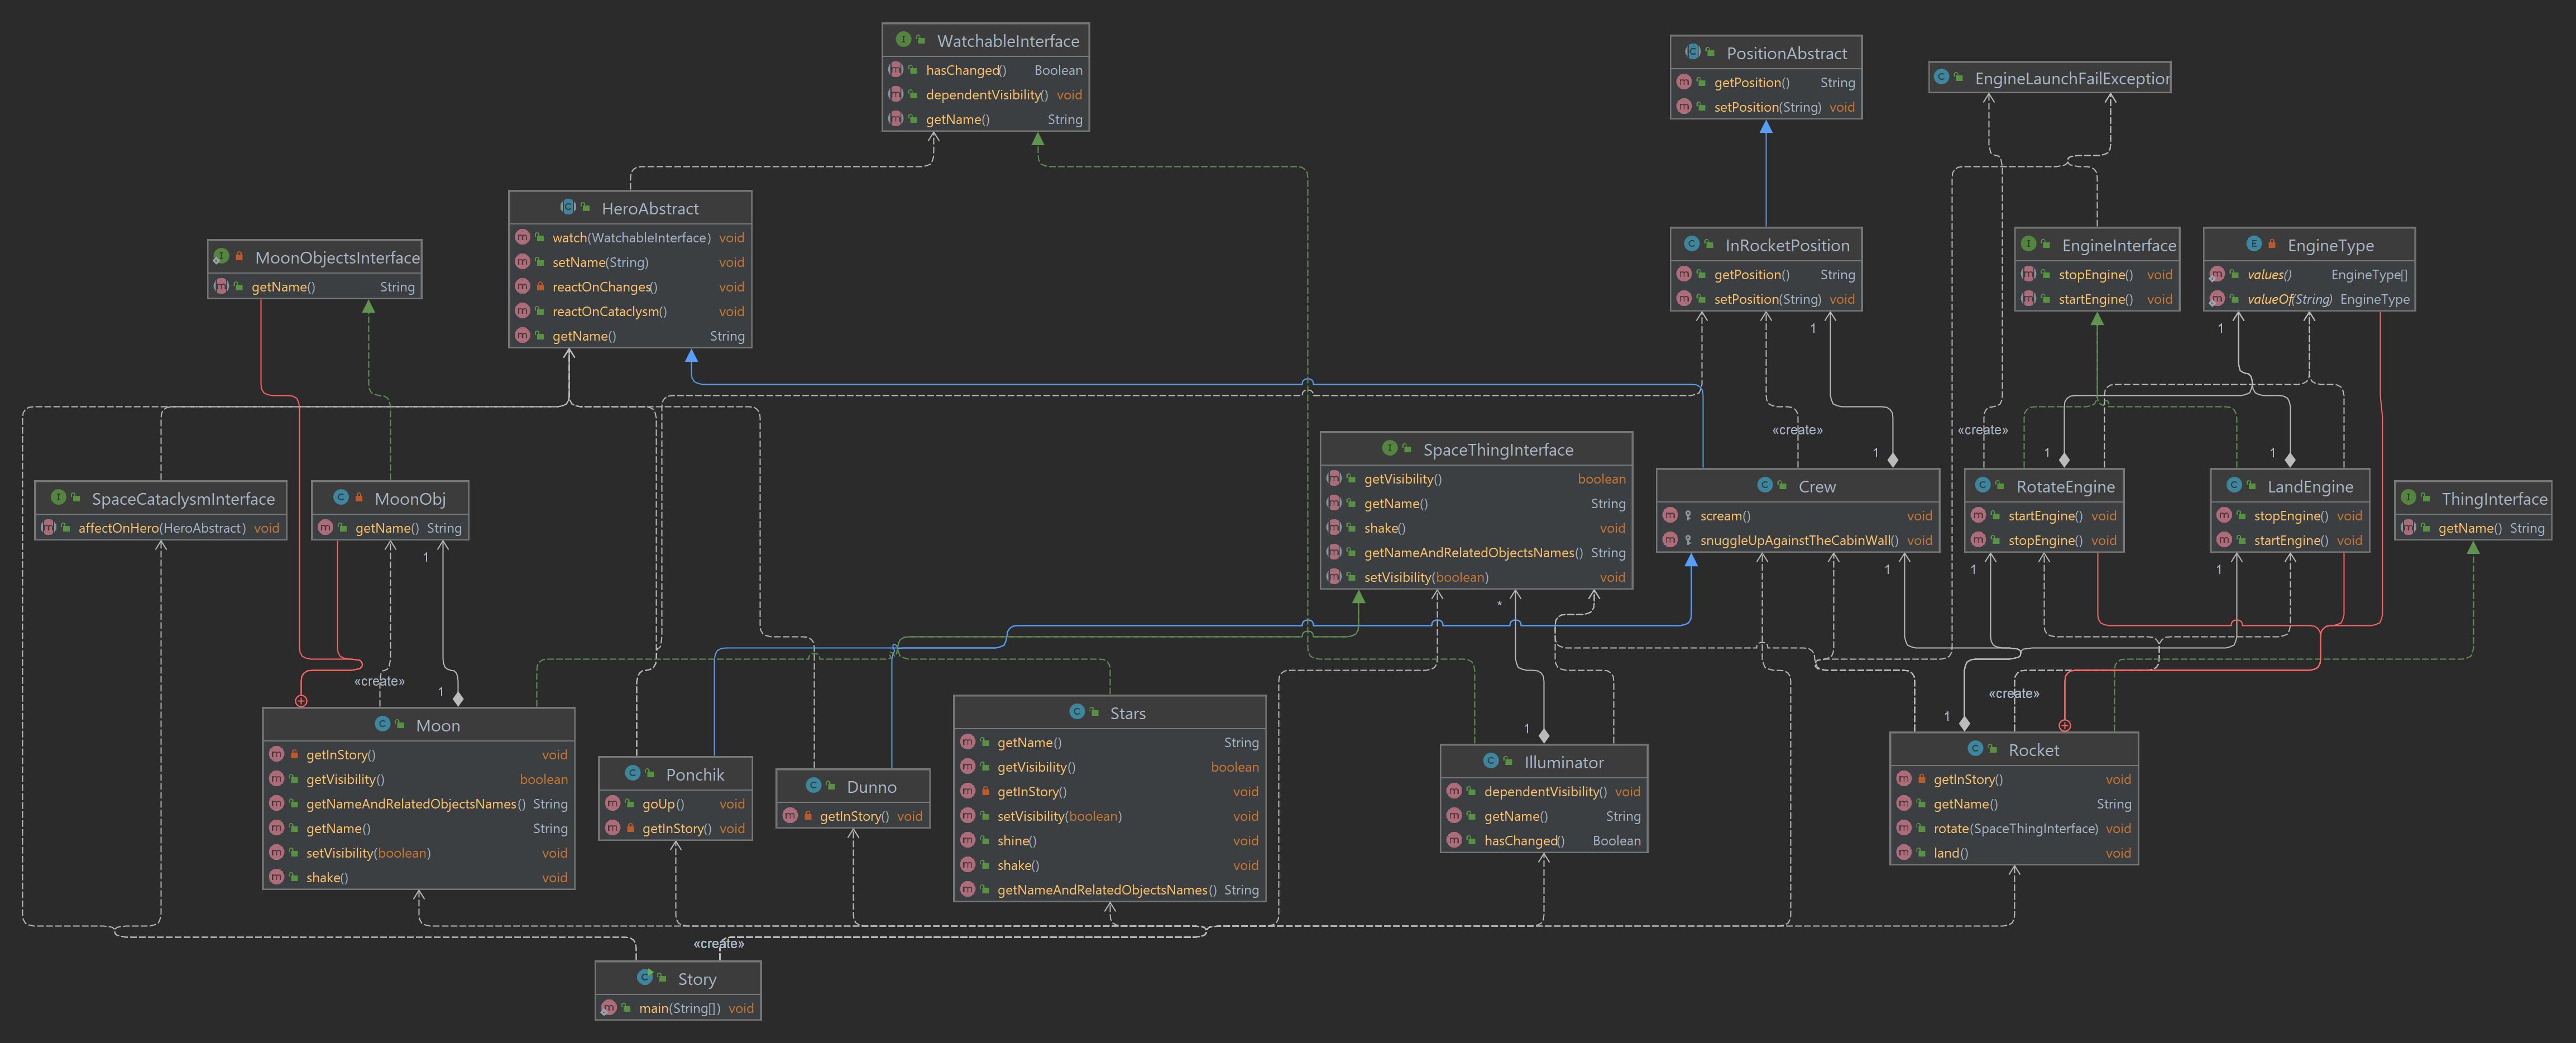 WatchableInterface
hasChanged() Boolean
dependentVisibility() void
getName() String
PositionAbstract
getPosition() String
setPosition(String) void
EngineLaunchFailException
HeroAbstract
watch(WatchableInterface) void
setName(String) void
reactOnChanges() void
reactOnCataclysm() void
getName() String
MoonObjectsInterface
getName() String
InRocketPosition
getPosition() String
setPosition(String) void
EngineInterface
stopEngine() void
startEngine() void
EngineType
values() EngineType[]
valueOf(String) EngineType
1
1
«create»
«create»
1
1
1
SpaceThingInterface
getVisibility() boolean
getName() String
shake() void
getNameAndRelatedObjectsNames() String
setVisibility(boolean) void
SpaceCataclysmInterface
affectOnHero(HeroAbstract) void
MoonObj
getName() String
Crew
scream() void
snuggleUpAgainstTheCabinWall() void
RotateEngine
startEngine() void
stopEngine() void
LandEngine
stopEngine() void
startEngine() void
ThingInterface
getName() String
1
1
1
1
*
«create»
1
«create»
1
1
Moon
getInStory() void
getVisibility() boolean
getNameAndRelatedObjectsNames() String
getName() String
setVisibility(boolean) void
shake() void
Ponchik
goUp() void
getInStory() void
Dunno
getInStory() void
Stars
getName() String
getVisibility() boolean
getInStory() void
setVisibility(boolean) void
shine() void
shake() void
getNameAndRelatedObjectsNames() String
Illuminator
dependentVisibility() void
getName() String
hasChanged() Boolean
Rocket
getInStory() void
getName() String
rotate(SpaceThingInterface) void
land() void
«create»
Story
main(String[]) void